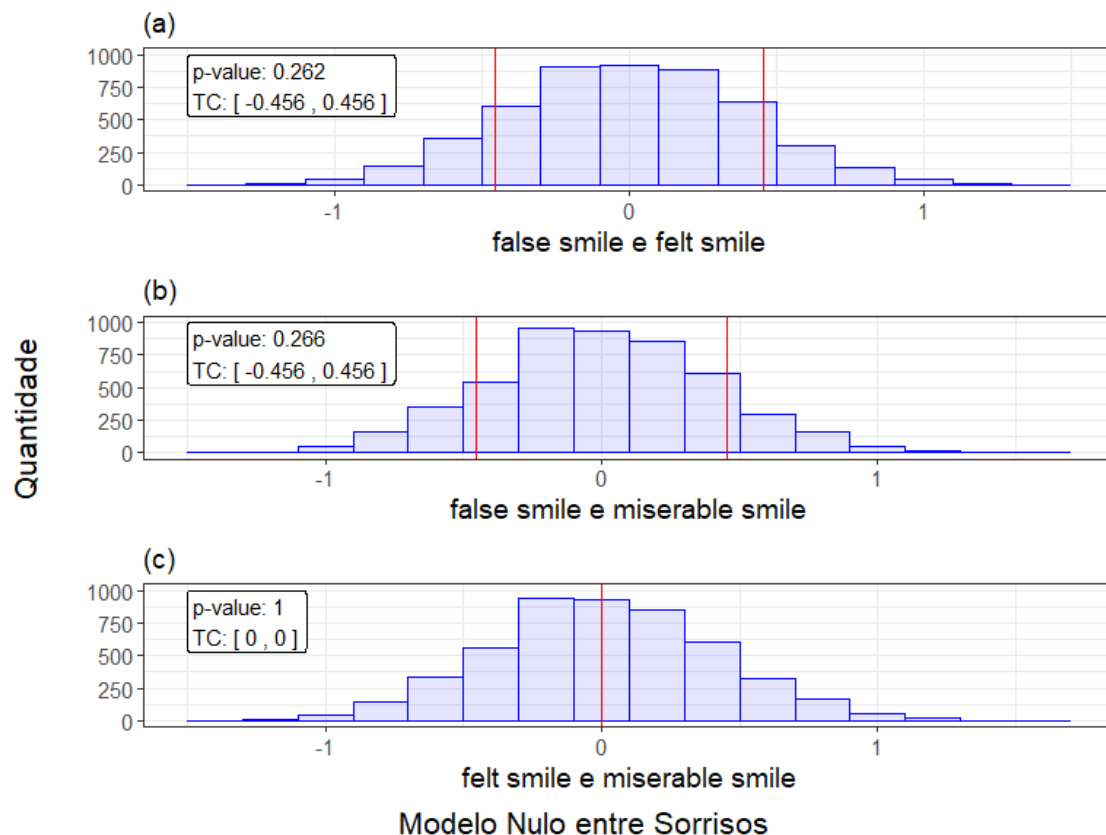 (a)
p-value: 0.262
TC: [ -0.456 , 0.456 ]
1000
750
500
250
0
-1 0 1
false smile e felt smile
(b)
p-value: 0.266
TC: [ -0.456 , 0.456 ]
1000
750
500
250
0
-1 0 1
false smile e miserable smile
(c)
p-value: 1
TC: [ 0 , 0 ]
1000
750
500
250
0
-1 0 1
felt smile e miserable smile
Quantidade
Modelo Nulo entre Sorrisos